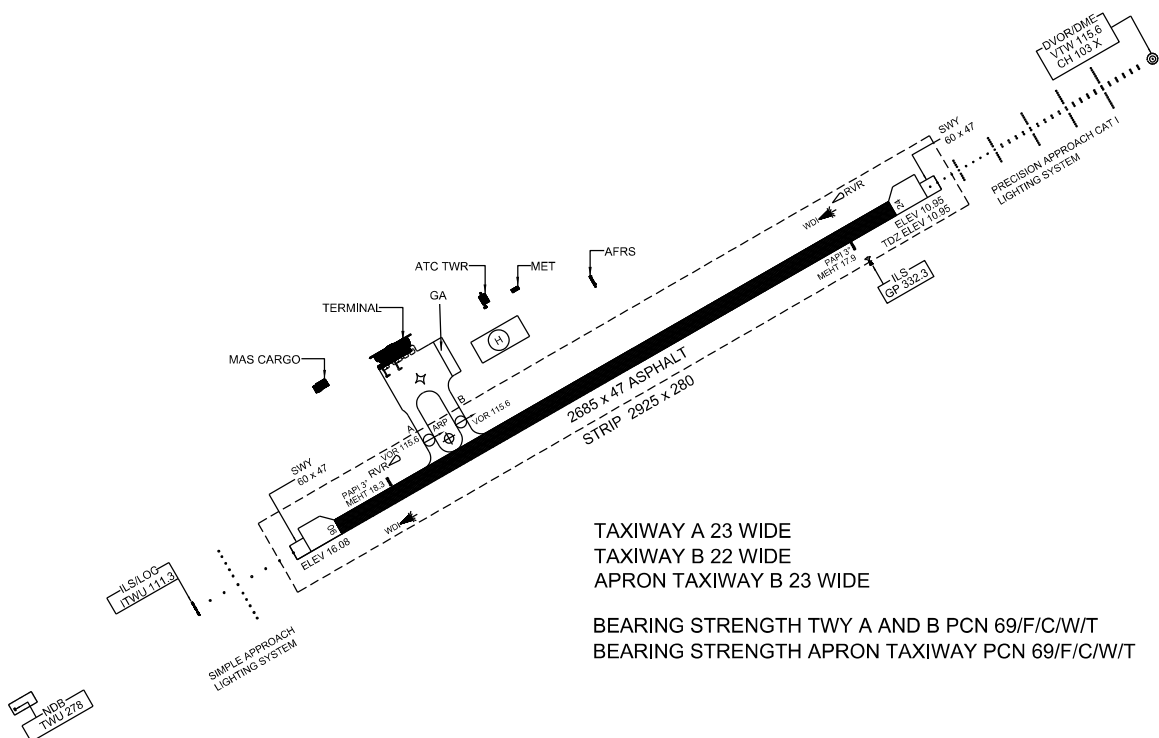 DVOR/DME
VTW 115.6
CH 103 X
SWY
60 x 47
PRECISION APPROACH CAT I
LIGHTING SYSTEM
RVR
WDI
24
ELEV 10.95
TDZ ELEV 10.95
PAPI 3°
MEHT 17.9
ILS
GP 332.3
AFRS
MET
ATC TWR
GA
TERMINAL
H
MAS CARGO
2685 x 47 ASPHALT
STRIP 2925 x 280
A
B
VOR 115.6
ARP
VOR 115.6
RVR
PAPI 3°
MEHT 18.3
SWY
60 x 47
06
WDI
ELEV 16.08
ILS/LOC
ITWU 111.3
SIMPLE APPROACH
LIGHTING SYSTEM
NDB
TWU 278
TAXIWAY A 23 WIDE
TAXIWAY B 22 WIDE
APRON TAXIWAY B 23 WIDE
BEARING STRENGTH TWY A AND B PCN 69/F/C/W/T
BEARING STRENGTH APRON TAXIWAY PCN 69/F/C/W/T